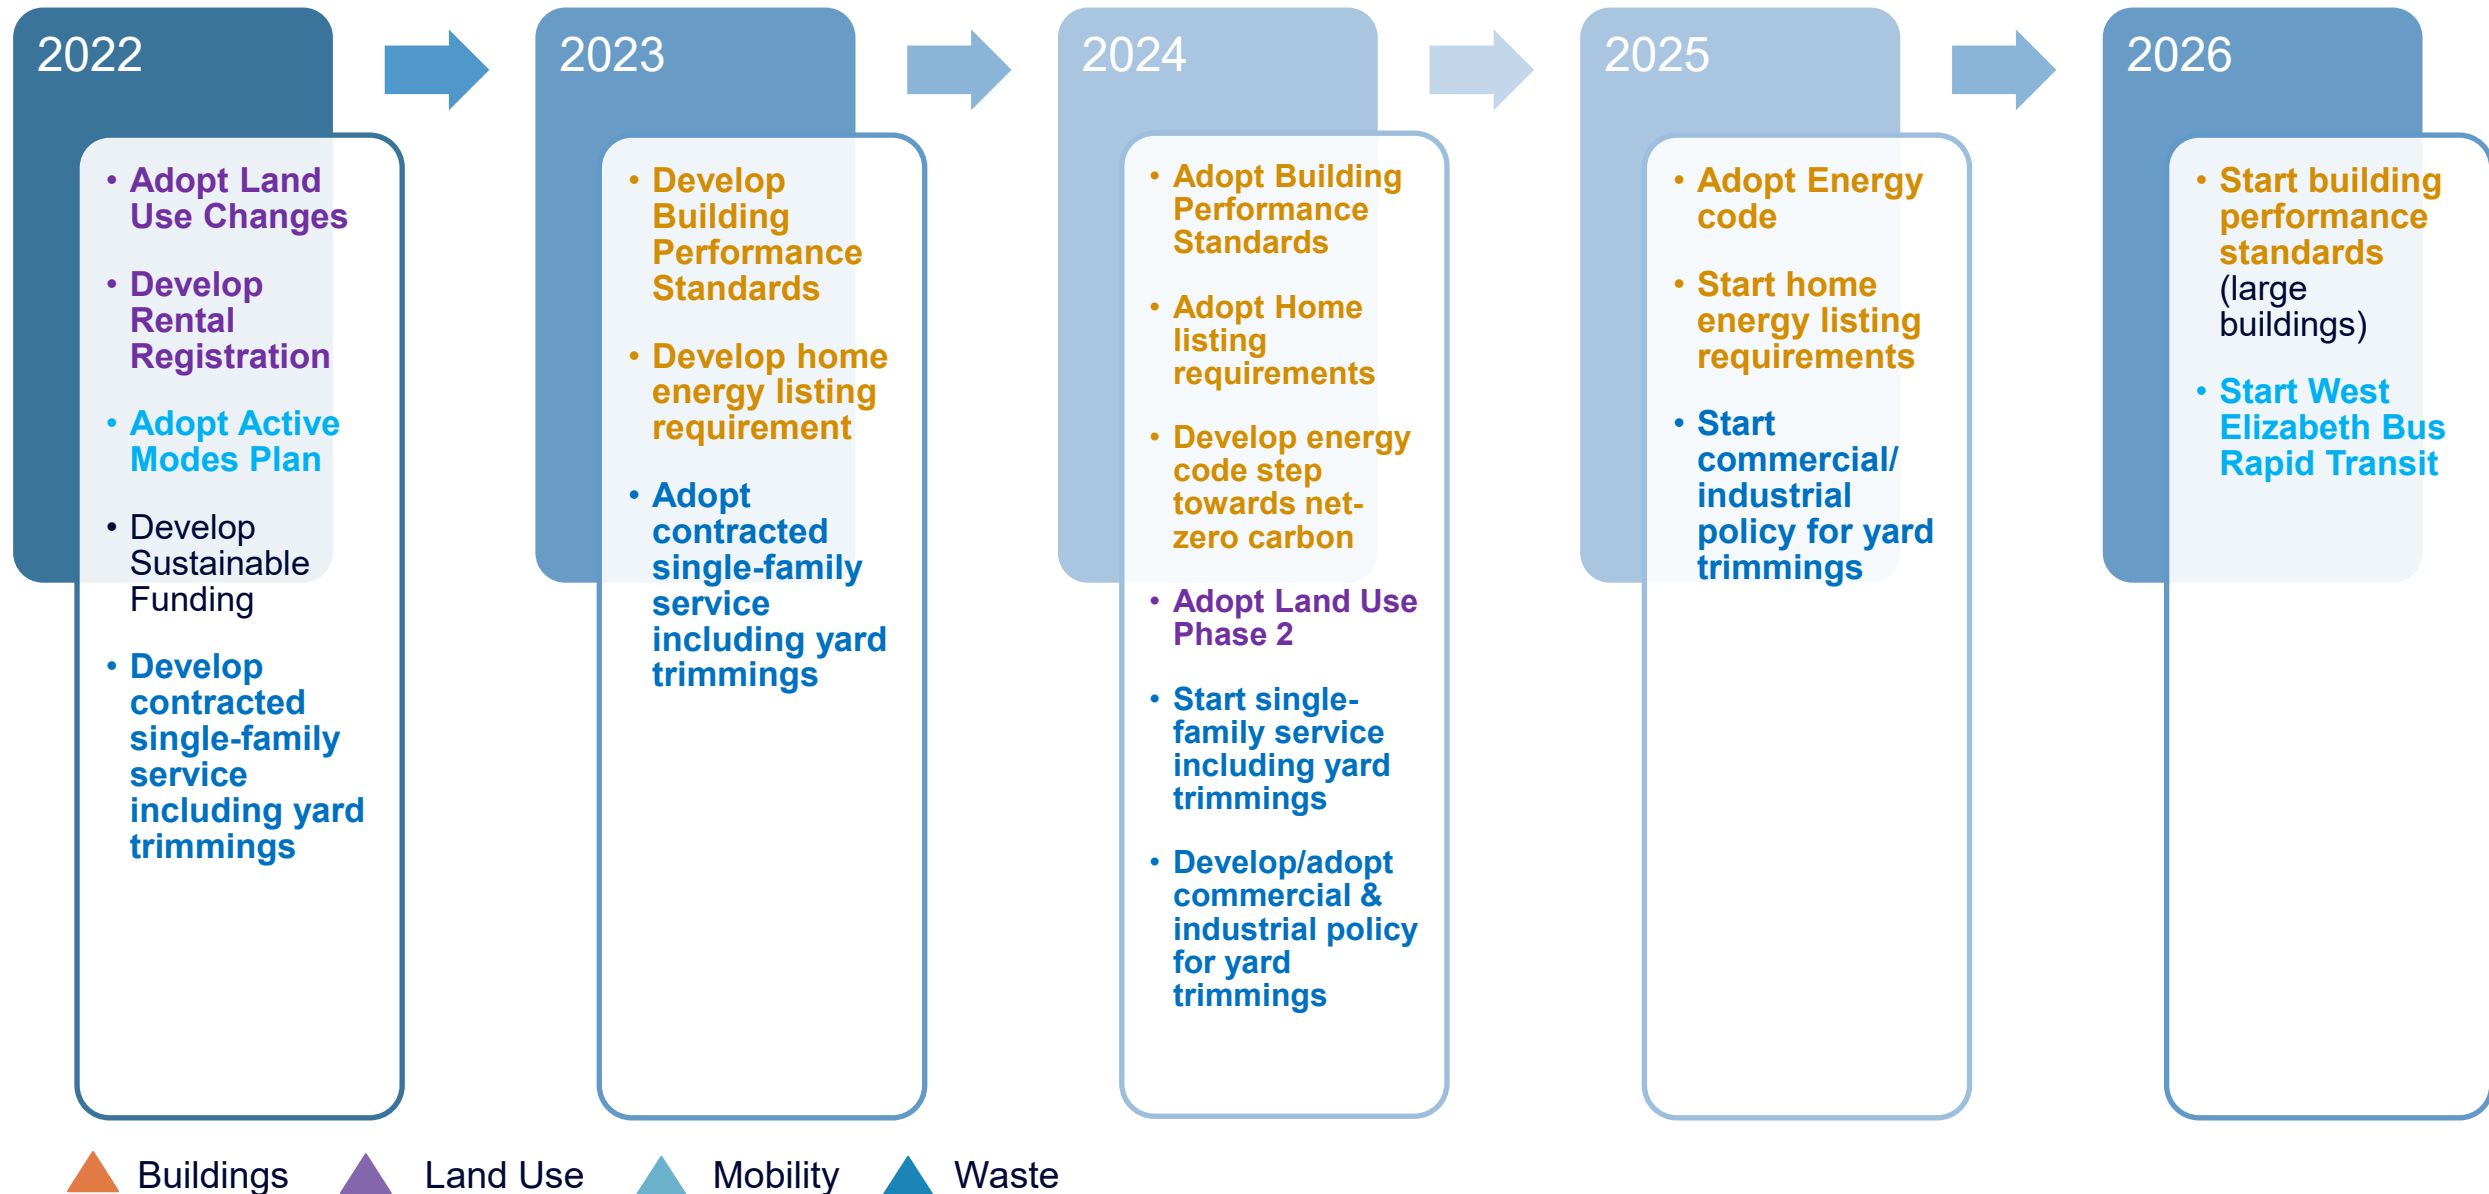 2022
• Adopt Land
Use Changes
• Develop
Rental
Registration
• Adopt Active
Modes Plan
• Develop
Sustainable
Funding
• Develop
contracted
single-family
service
including yard
trimmings
2023
• Develop
Building
Performance
Standards
• Develop home
energy listing
requirement
• Adopt
contracted
single-family
service
including yard
trimmings
2024
• Adopt Building
Performance
Standards
• Adopt Home
listing
requirements
• Develop energy
code step
towards net-
zero carbon
• Adopt Land Use
Phase 2
• Start single-
family service
including yard
trimmings
• Develop/adopt
commercial &
industrial policy
for yard
trimmings
2025
• Adopt Energy
code
• Start home
energy listing
requirements
• Start
commercial/
industrial
policy for yard
trimmings
2026
• Start building
performance
standards
(large
buildings)
• Start West
Elizabeth Bus
Rapid Transit
Buildings
Land Use
Mobility
Waste